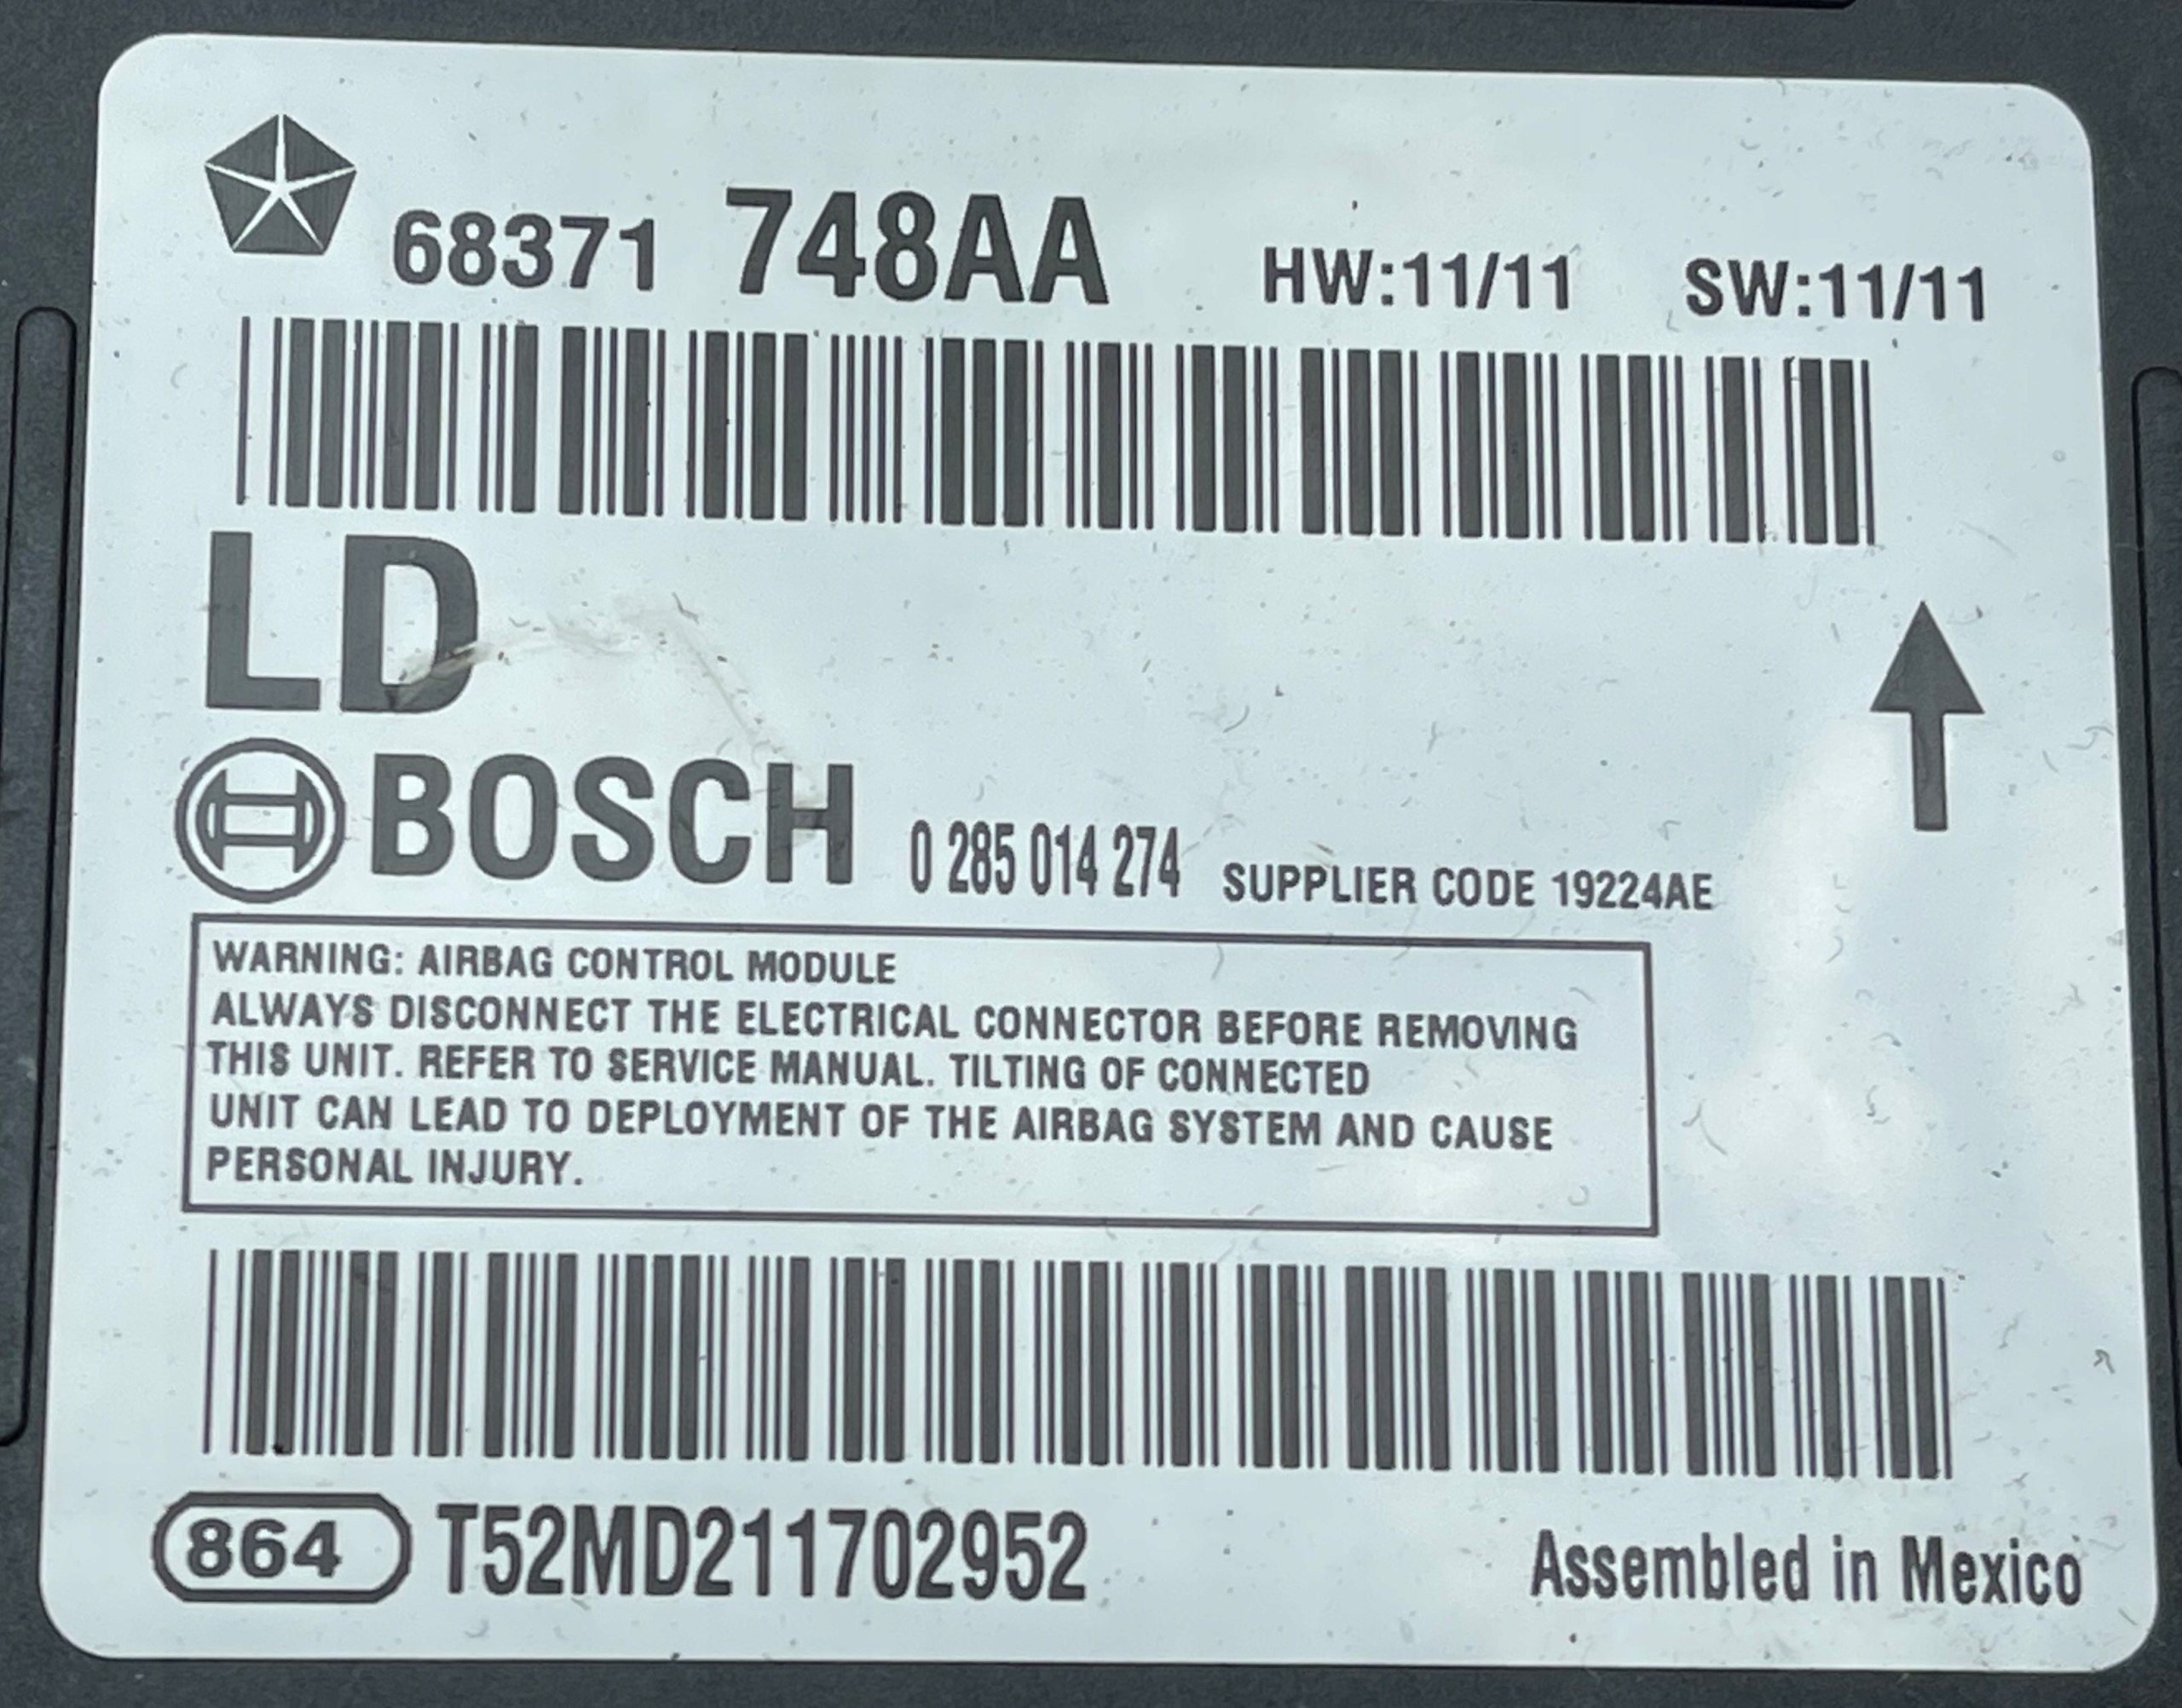 68371 748AA HW:11/11 SW:11/11
LD
BOSCH 0 285 014 274 SUPPLIER CODE 19224AE
WARNING: AIRBAG CONTROL MODULE
ALWAYS DISCONNECT THE ELECTRICAL CONNECTOR BEFORE REMOVING
THIS UNIT. REFER TO SERVICE MANUAL. TILTING OF CONNECTED
UNIT CAN LEAD TO DEPLOYMENT OF THE AIRBAG SYSTEM AND CAUSE
PERSONAL INJURY.
864 T52MD211702952 Assembled in Mexico